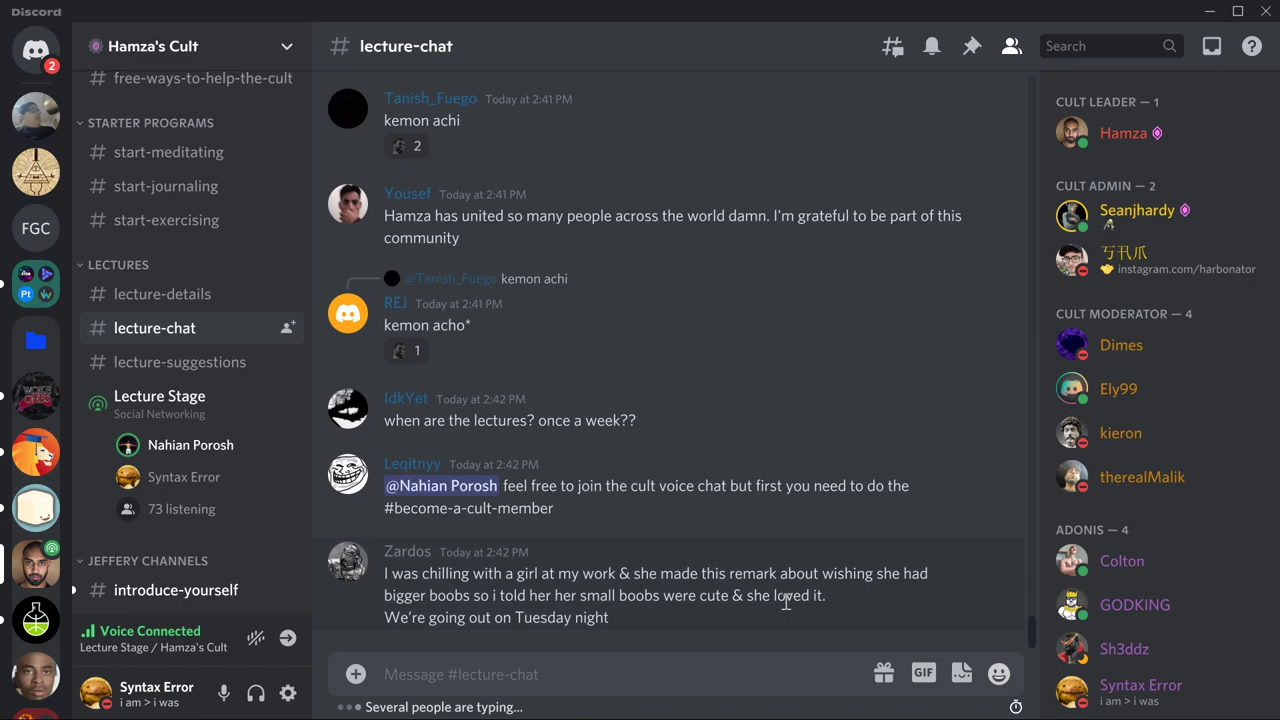 Discord
2
FGC
Hamza's Cult
free-ways-to-help-the-cult
STARTER PROGRAMS
# start-meditating
# start-journaling
# start-exercising
LECTURES
# lecture-details
# lecture-chat
# lecture-suggestions
Lecture Stage
Social Networking
Nahian Porosh
Syntax Error
73 listening
JEFFERY CHANNELS
# introduce-yourself
Voice Connected
Lecture Stage / Hamza's Cult
Syntax Error
i am > i was
# lecture-chat
Search
Tanish_Fuego Today at 2:41 PM
kemon achi
2
Yousef Today at 2:41 PM
Hamza has united so many people across the world damn. I'm grateful to be part of this
community
@Tanish_Fuego kemon achi
REJ Today at 2:41 PM
kemon acho*
1
IdkYet Today at 2:42 PM
when are the lectures? once a week??
Leqitnyy Today at 2:42 PM
@Nahian Porosh feel free to join the cult voice chat but first you need to do the
#become-a-cult-member
Zardos Today at 2:42 PM
I was chilling with a girl at my work & she made this remark about wishing she had
bigger boobs so i told her her small boobs were cute & she loved it.
We're going out on Tuesday night
Message #lecture-chat
GIF
Several people are typing...
CULT LEADER — 1
Hamza
CULT ADMIN — 2
Seanjhardy
instagram.com/harbonator
CULT MODERATOR — 4
Dimes
Ely99
kieron
therealMalik
ADONIS — 4
Colton
GODKING
Sh3ddz
Syntax Error
i am > i was